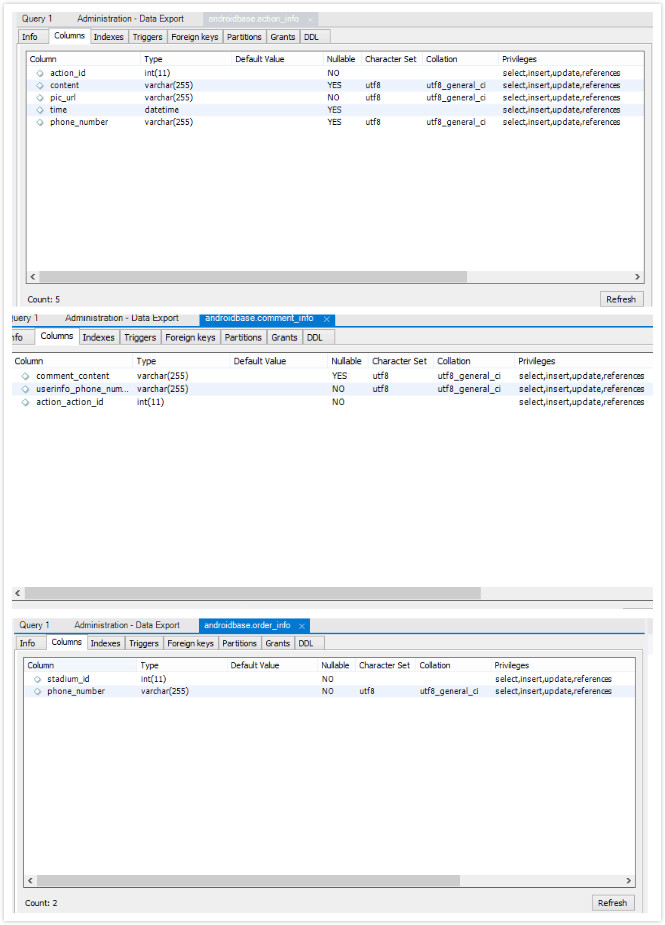 Query 1 Administration - Data Export androidbase.action_info ×
Info Columns Indexes Triggers Foreign keys Partitions Grants DDL
Column Type Default Value Nullable Character Set Collation Privileges
action_id int(11) NO select,insert,update,references
content varchar(255) YES utf8 utf8_general_ci select,insert,update,references
pic_url varchar(255) NO utf8 utf8_general_ci select,insert,update,references
time datetime YES select,insert,update,references
phone_number varchar(255) YES utf8 utf8_general_ci select,insert,update,references
Count: 5 Refresh
uery 1 Administration - Data Export androidbase.comment_info ×
nfo Columns Indexes Triggers Foreign keys Partitions Grants DDL
Column Type Default Value Nullable Character Set Collation Privileges
comment_content varchar(255) YES utf8 utf8_general_ci select,insert,update,references
userinfo_phone_num... varchar(255) NO utf8 utf8_general_ci select,insert,update,references
action_action_id int(11) NO select,insert,update,references
Query 1 Administration - Data Export androidbase.order_info ×
Info Columns Indexes Triggers Foreign keys Partitions Grants DDL
Column Type Default Value Nullable Character Set Collation Privileges
stadium_id int(11) NO select,insert,update,references
phone_number varchar(255) NO utf8 utf8_general_ci select,insert,update,references
Count: 2 Refresh